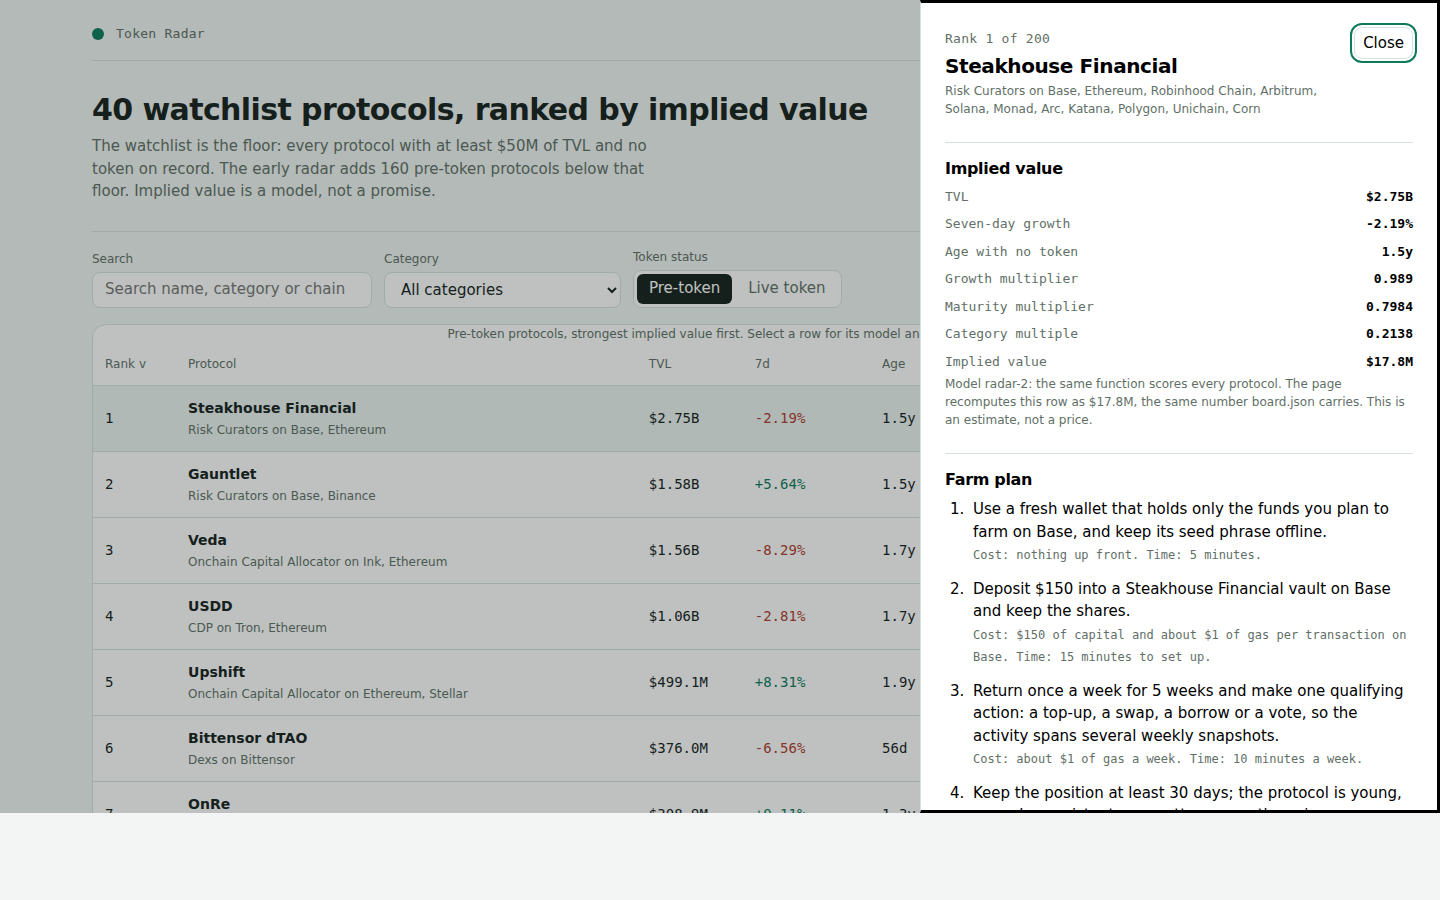 Token Radar
40 watchlist protocols, ranked by implied value
The watchlist is the floor: every protocol with at least $50M of TVL and no
token on record. The early radar adds 160 pre-token protocols below that
floor. Implied value is a model, not a promise.
Search
Category
Token status
Search name, category or chain
All categories
Pre-token
Live token
Pre-token protocols, strongest implied value first. Select a row for its model an
Rank v
Protocol
TVL
7d
Age
1
Steakhouse Financial
Risk Curators on Base, Ethereum
$2.75B
-2.19%
1.5y
2
Gauntlet
Risk Curators on Base, Binance
$1.58B
+5.64%
1.5y
3
Veda
Onchain Capital Allocator on Ink, Ethereum
$1.56B
-8.29%
1.7y
4
USDD
CDP on Tron, Ethereum
$1.06B
-2.81%
1.7y
5
Upshift
Onchain Capital Allocator on Ethereum, Stellar
$499.1M
+8.31%
1.9y
6
Bittensor dTAO
Dexs on Bittensor
$376.0M
-6.56%
56d
OnRe
Rank 1 of 200
Close
Steakhouse Financial
Risk Curators on Base, Ethereum, Robinhood Chain, Arbitrum,
Solana, Monad, Arc, Katana, Polygon, Unichain, Corn
Implied value
TVL
$2.75B
Seven-day growth
-2.19%
Age with no token
1.5y
Growth multiplier
0.989
Maturity multiplier
0.7984
Category multiple
0.2138
Implied value
$17.8M
Model radar-2: the same function scores every protocol. The page
recomputes this row as $17.8M, the same number board.json carries. This is
an estimate, not a price.
Farm plan
1. Use a fresh wallet that holds only the funds you plan to
farm on Base, and keep its seed phrase offline.
Cost: nothing up front. Time: 5 minutes.
2. Deposit $150 into a Steakhouse Financial vault on Base
and keep the shares.
Cost: $150 of capital and about $1 of gas per transaction on
Base. Time: 15 minutes to set up.
3. Return once a week for 5 weeks and make one qualifying
action: a top-up, a swap, a borrow or a vote, so the
activity spans several weekly snapshots.
Cost: about $1 of gas a week. Time: 10 minutes a week.
4. Keep the position at least 30 days; the protocol is young,